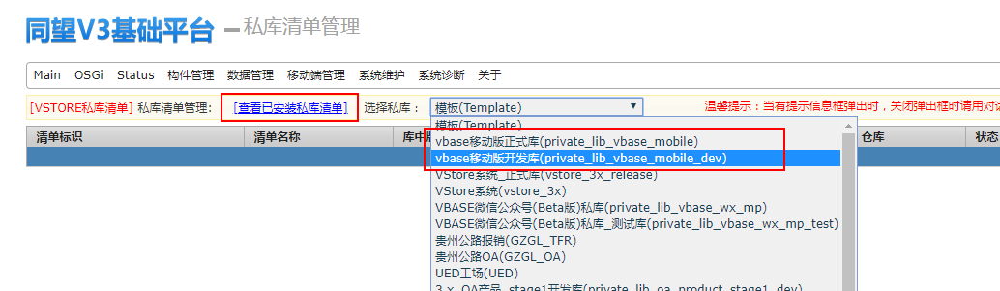 同望V3基础平台 ━私库清单管理
Main OSGi Status 构件管理 数据管理 移动端管理 系统维护 系统诊断 关于
[VSTORE私库清单] 私库清单管理： [查看已安装私库清单] 选择私库： 模板(Template) 温馨提示：当有提示信息框弹出时，关闭弹出框时请用对
清单标识 清单名称 仓库 状态
模板(Template)
vbase移动版正式库(private_lib_vbase_mobile)
vbase移动版开发库(private_lib_vbase_mobile_dev)
VStore系统_正式库(vstore_3x_release)
VStore系统(vstore_3x)
VBASE微信公众号(Beta版)私库(private_lib_vbase_wx_mp)
VBASE微信公众号(Beta版)私库_测试库(private_lib_vbase_wx_mp_test)
贵州公路报销(GZGL_TFR)
贵州公路OA(GZGL_OA)
UED工场(UED)
3.x_OA产品_stage1开发库(private_lib_oa_product_stage1_dev)